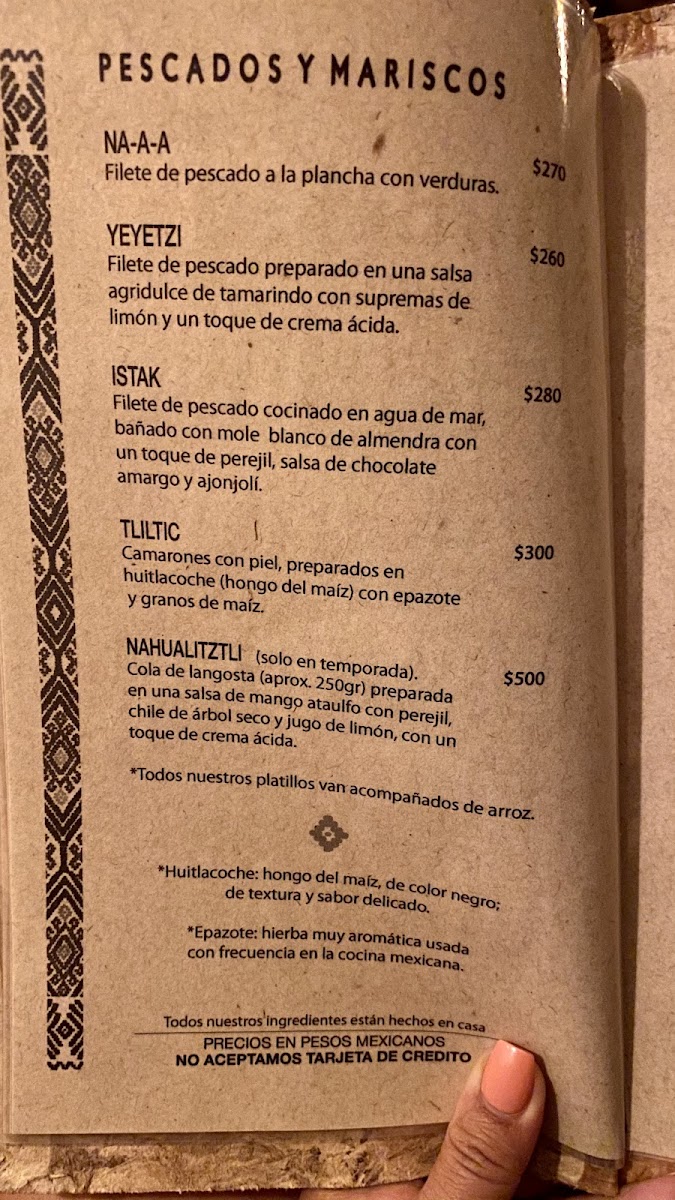 PESCADOS Y MARISCOS
NA-A-A
Filete de pescado a la plancha con verduras. $270
YEYETZI
Filete de pescado preparado en una salsa $260
agridulce de tamarindo con supremas de
limón y un toque de crema ácida.
ISTAK
Filete de pescado cocinado en agua de mar, $280
bañado con mole blanco de almendra con
un toque de perejil, salsa de chocolate
amargo y ajonjolí.
TLILTIC
Camarones con piel, preparados en $300
huitlacoche (hongo del maíz) con epazote
y granos de maíz.
NAHUALITZTLI (solo en temporada).
Cola de langosta (aprox. 250gr) preparada $500
en una salsa de mango ataulfo con perejil,
chile de árbol seco y jugo de limón, con un
toque de crema ácida.
*Todos nuestros platillos van acompañados de arroz.
*Huitlacoche: hongo del maíz, de color negro;
de textura y sabor delicado.
*Epazote: hierba muy aromática usada
con frecuencia en la cocina mexicana.
Todos nuestros ingredientes están hechos en casa
PRECIOS EN PESOS MEXICANOS
NO ACEPTAMOS TARJETA DE CREDITO